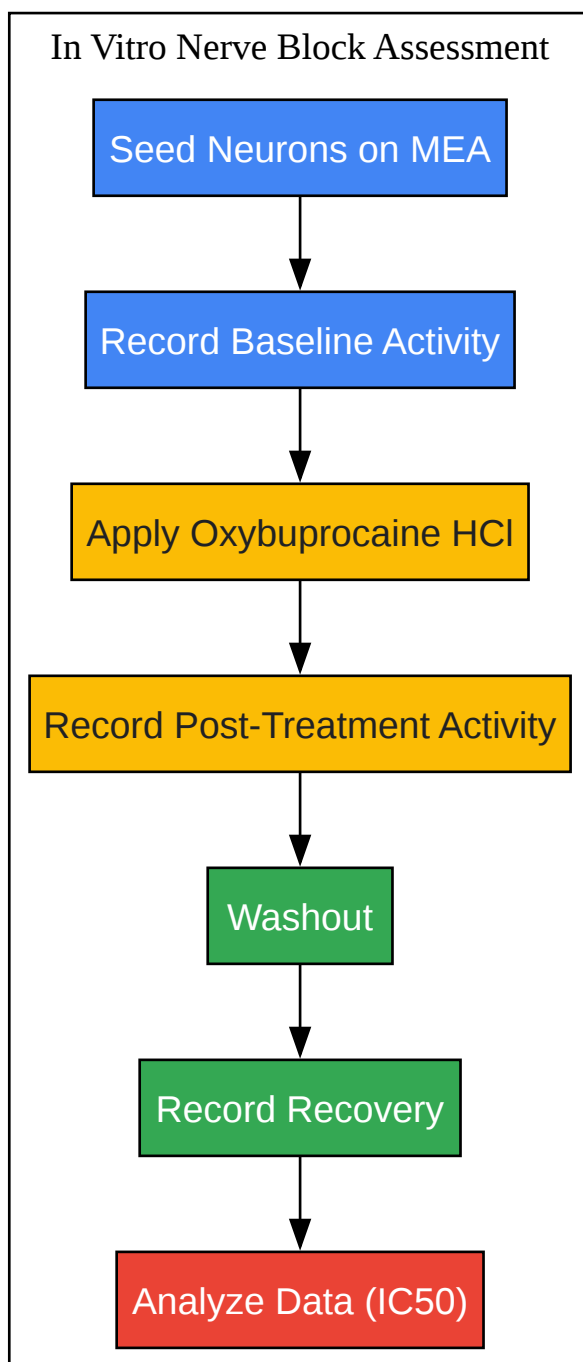 In Vitro Nerve Block Assessment
Seed Neurons on MEA
Record Baseline Activity
Apply Oxybuprocaine HCl
Record Post-Treatment Activity
Washout
Record Recovery
Analyze Data (IC50)